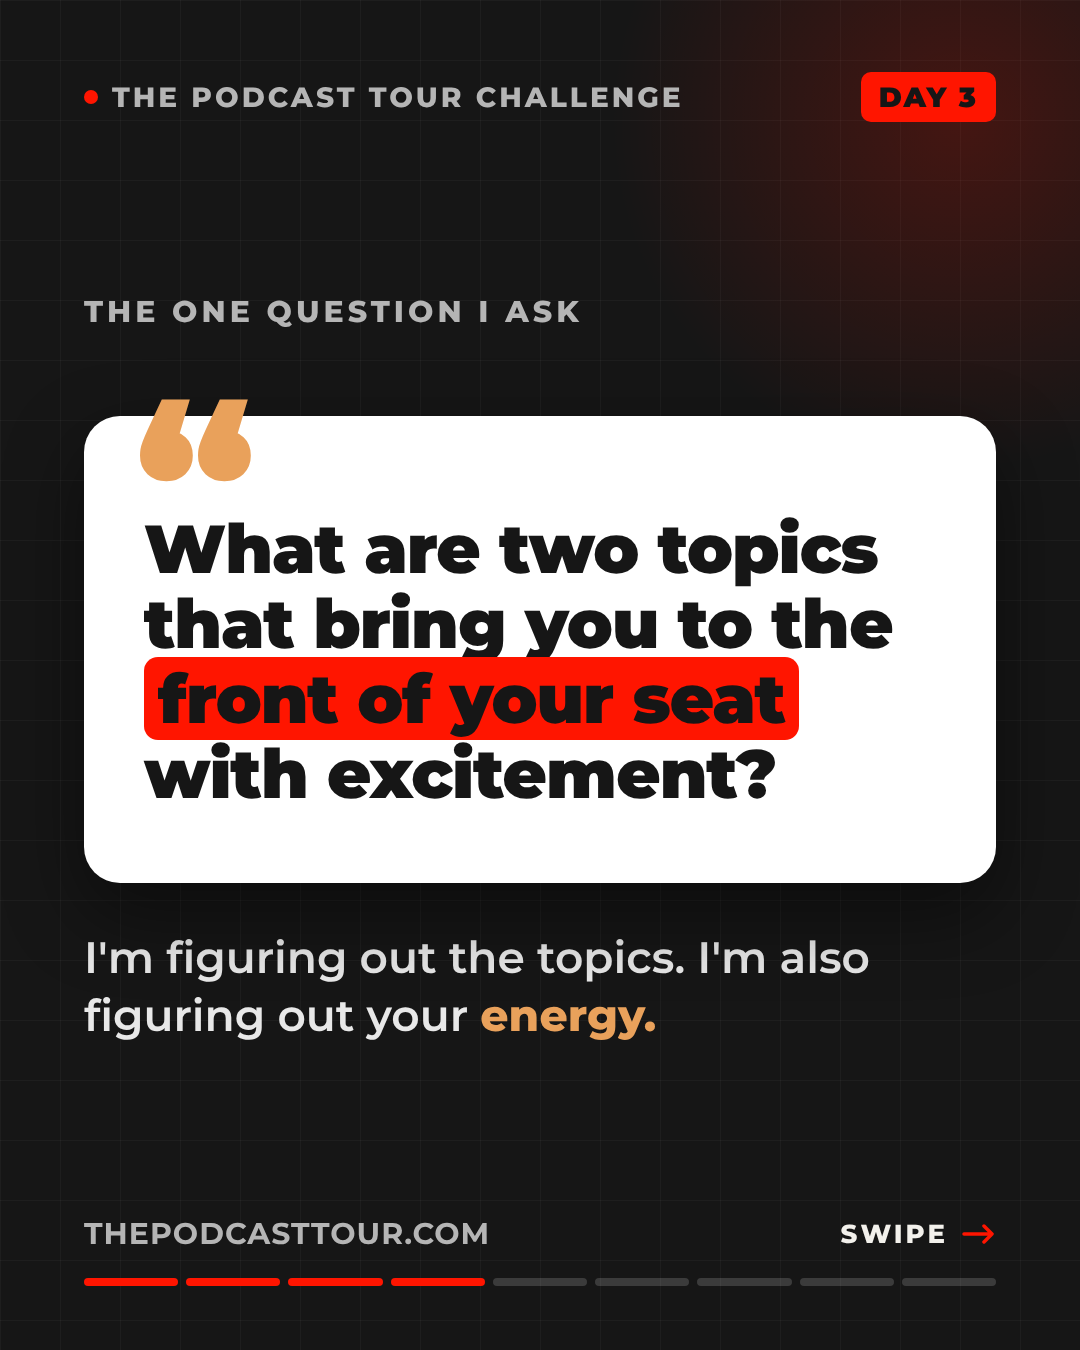 THE PODCAST TOUR CHALLENGE
DAY 3
THE ONE QUESTION I ASK
“
What are two topics
that bring you to the
front of your seat
with excitement?
I'm figuring out the topics. I'm also
figuring out your energy.
THEPODCASTTOUR.COM
SWIPE →